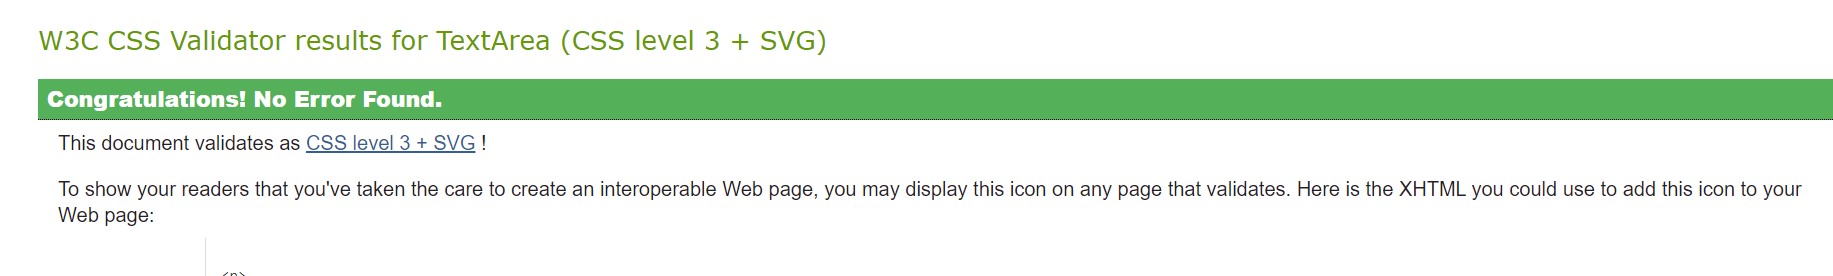 W3C CSS Validator results for TextArea (CSS level 3 + SVG)
Congratulations! No Error Found.
This document validates as CSS level 3 + SVG !
To show your readers that you've taken the care to create an interoperable Web page, you may display this icon on any page that validates. Here is the XHTML you could use to add this icon to your
Web page: